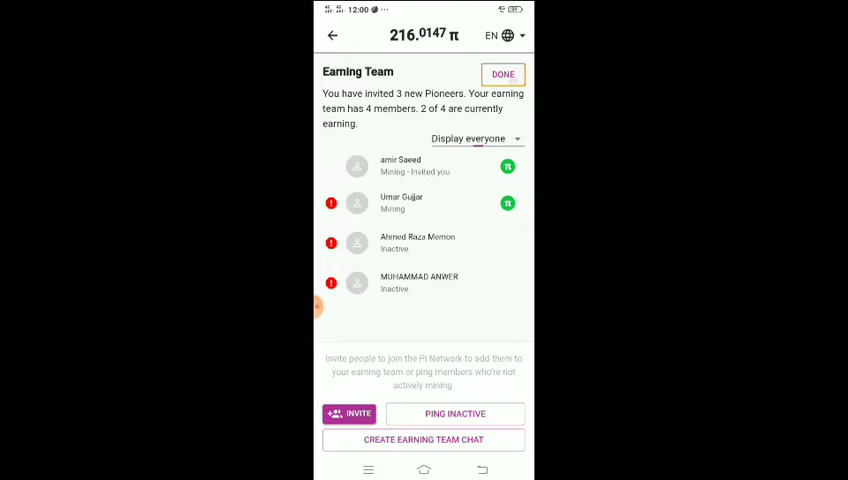 12:00
216.0147 π
EN
Earning Team
DONE
You have invited 3 new Pioneers. Your earning
team has 4 members. 2 of 4 are currently
earning.
Display everyone
amir Saeed
Mining - Invited you
π
Umar Gujjar
Mining
π
Ahmed Raza Memon
Inactive
MUHAMMAD ANWER
Inactive
Invite people to join the Pi Network to add them to
your earning team or ping members who're not
actively mining.
INVITE
PING INACTIVE
CREATE EARNING TEAM CHAT